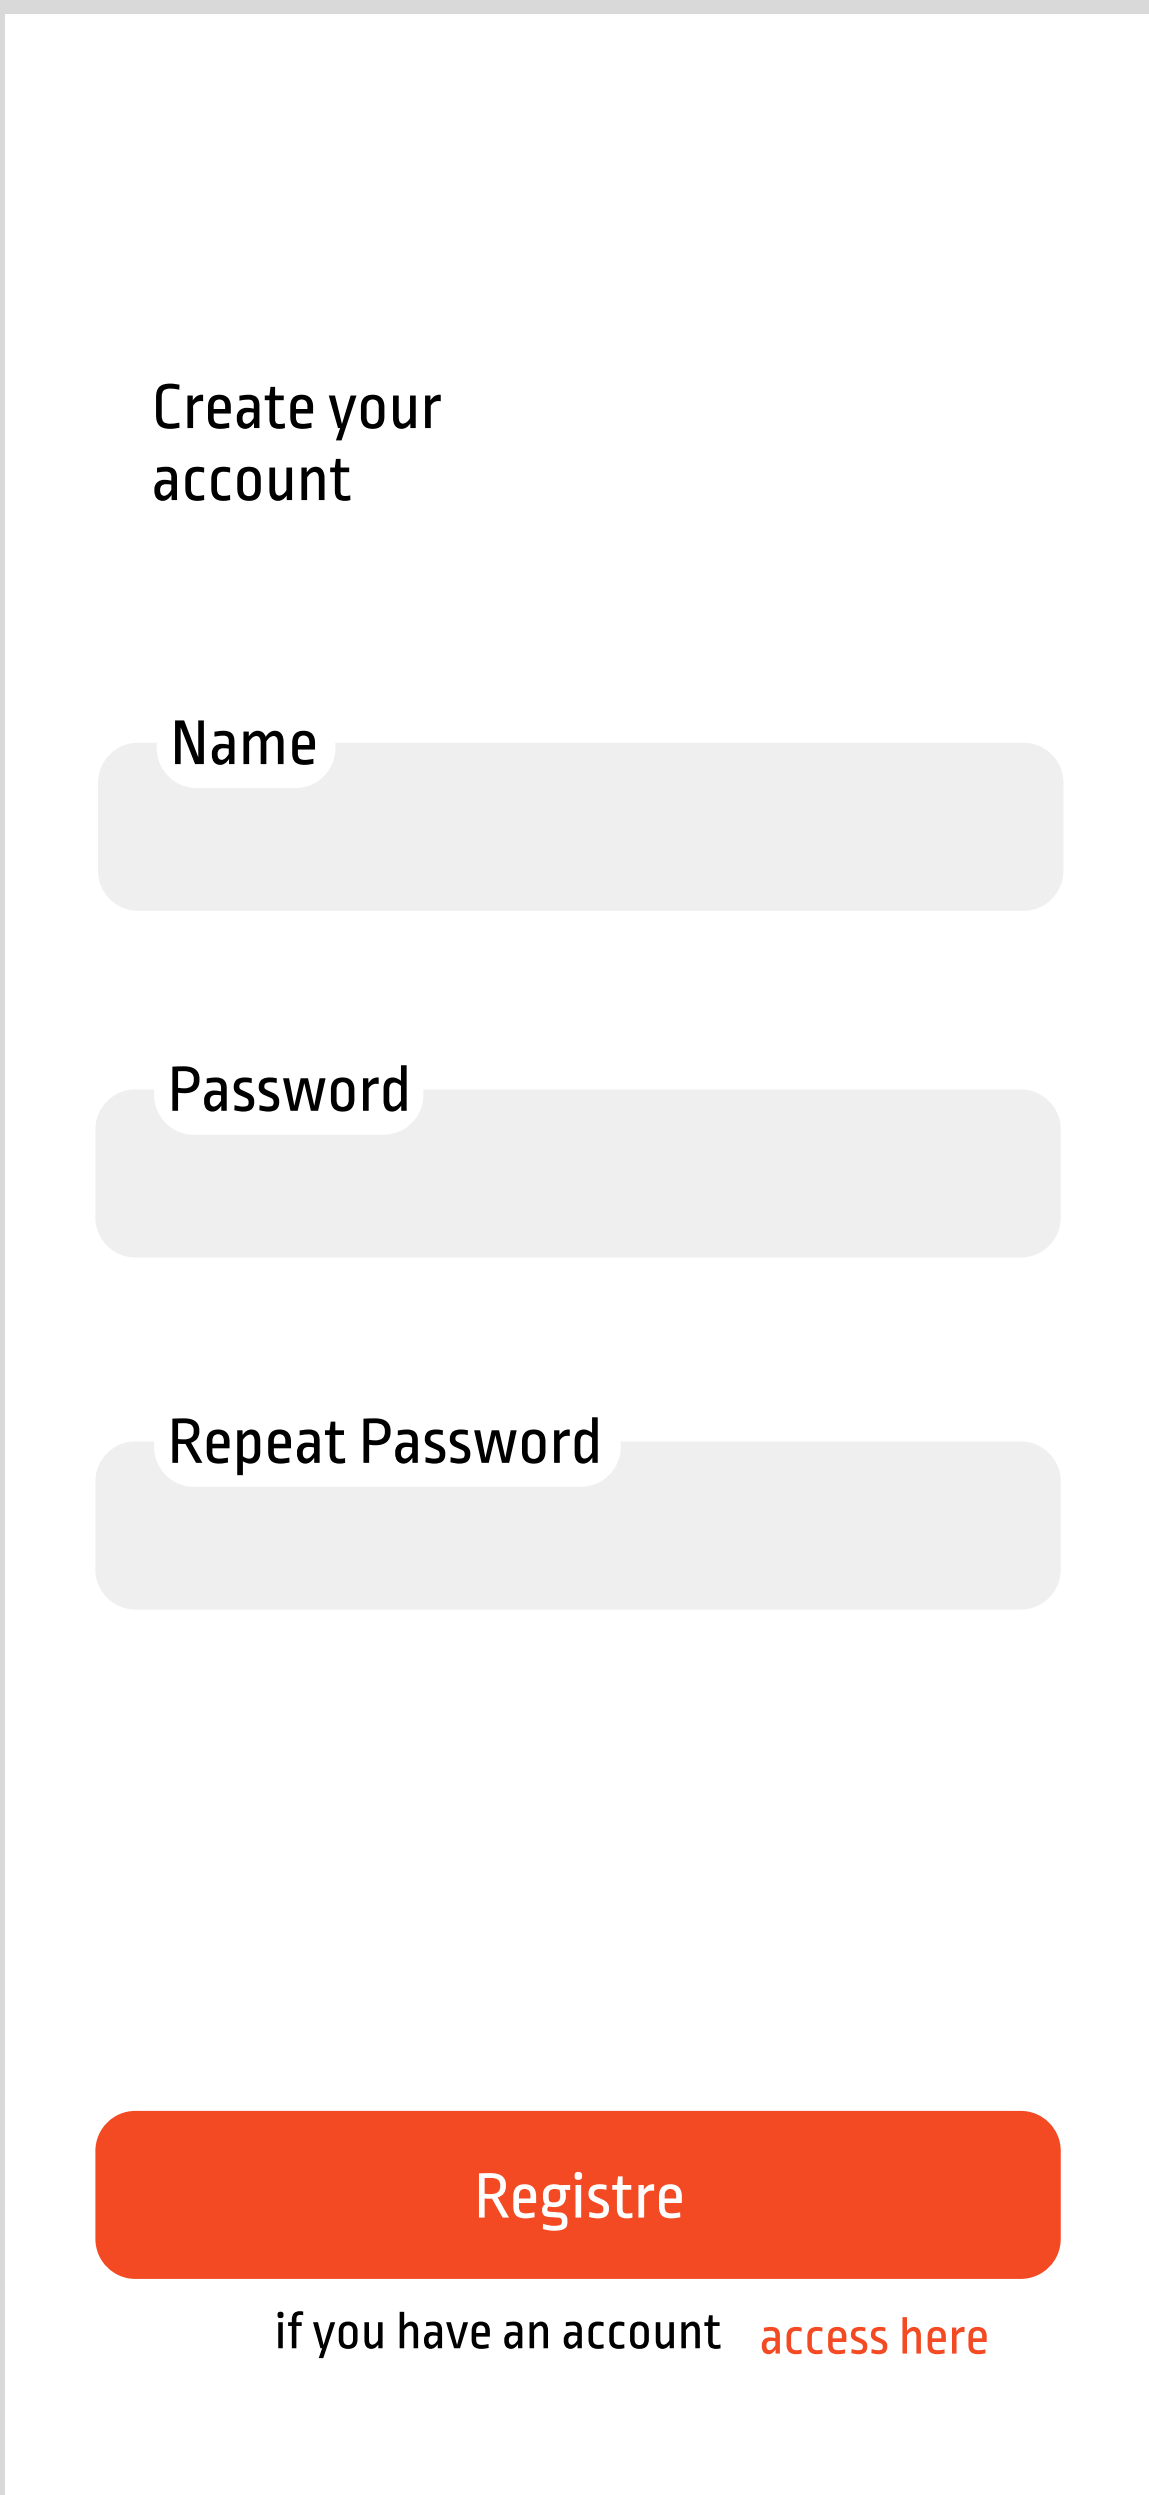 Create your
account
Name
Password
Repeat Password
Registre
if you have an account access here